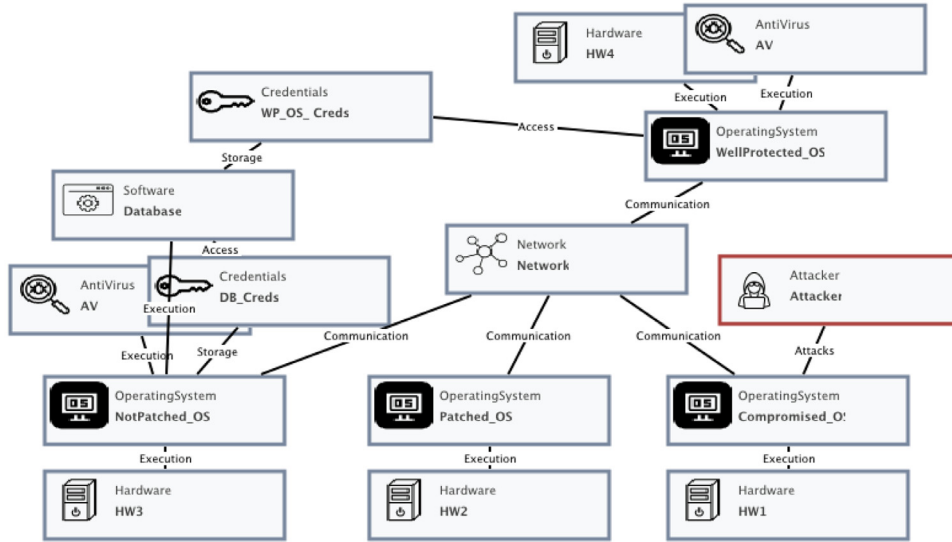 Hardware
HW4
AntiVirus
AV
Execution
Execution
Credentials
WP_OS_ Creds
Access
OperatingSystem
WellProtected_OS
Storage
Communication
Software
Database
Access
Network
Network
AntiVirus
AV
Credentials
DB_Creds
Attacker
Attacker
Execution
Execution
Storage
Communication
Communication
Communication
Attacks
OperatingSystem
NotPatched_OS
OperatingSystem
Patched_OS
OperatingSystem
Compromised_OS
Execution
Execution
Execution
Hardware
HW3
Hardware
HW2
Hardware
HW1